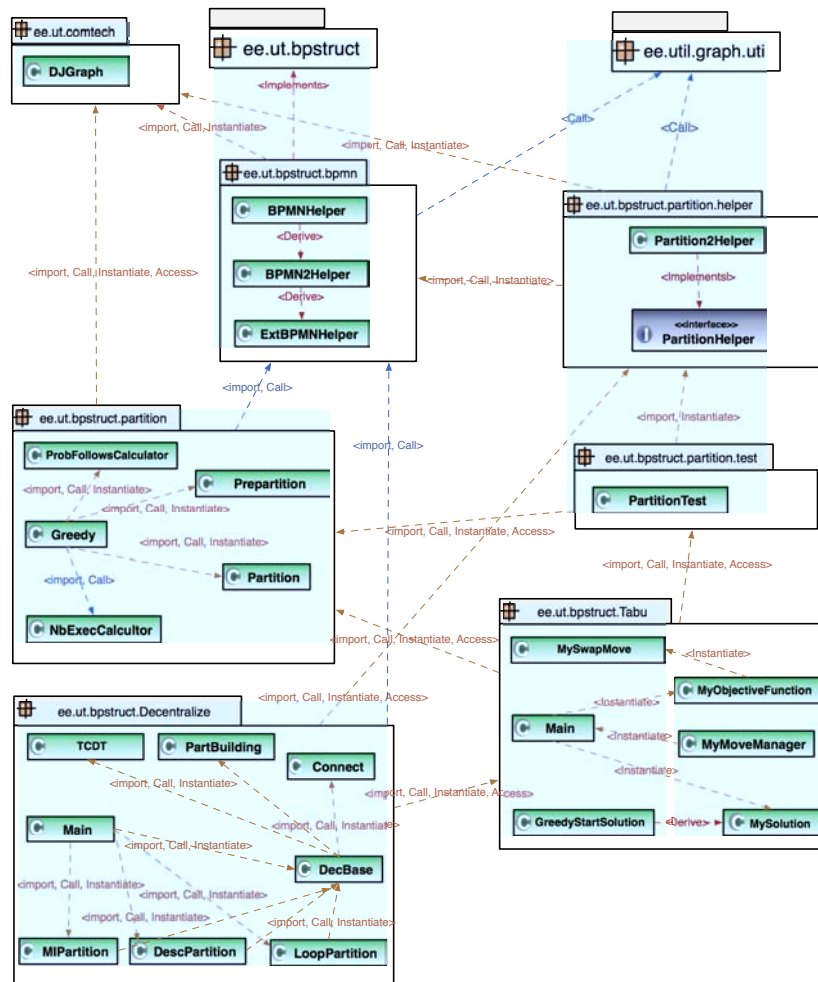 ee.ut.comtech
DJGraph
ee.ut.bpstruct
ee.util.graph.uti
<Implements>
<import, Call, Instantiate>
<Call>
<import, Call, Instantiate>
<Call>
ee.ut.bpstruct.bpmn
BPMNHelper
<Derive>
BPMN2Helper
<Derive>
ExtBPMNHelper
ee.ut.bpstruct.partition.helper
Partition2Helper
<Implementsb>
<<interface>>
PartitionHelper
<import, Call, Instantiate, Access>
<import, Call, Instantiate>
<import, Call>
<import, Instantiate>
<import, Call>
ee.ut.bpstruct.partition
ProbFollowsCalculator
<import, Call, Instantiate>
Prepartition
<import, Call, Instantiate>
Greedy
<import, Call, Instantiate>
Partition
<import, Call>
NbExecCalcultor
ee.ut.bpstruct.partition.test
PartitionTest
<import, Call, Instantiate, Access>
<import, Call, Instantiate, Access>
ee.ut.bpstruct.Tabu
MySwapMove
<Instantiate>
MyObjectiveFunction
<Instantiate>
Main
<Instantiate>
MyMoveManager
<Instantiate>
GreedyStartSolution
<Derive>
MySolution
<import, Call, Instantiate, Access>
<import, Call, Instantiate, Access>
<import, Call, Instantiate, Access>
ee.ut.bpstruct.Decentralize
TCDT
PartBuilding
Connect
<import, Call, Instantiate>
<import, Call, Instantiate>
Main
<import, Call, Instantiate>
DecBase
<import, Call, Instantiate>
<import, Call, Instantiate>
<import, Call, Instantiate>
MIPartition
DescPartition
LoopPartition